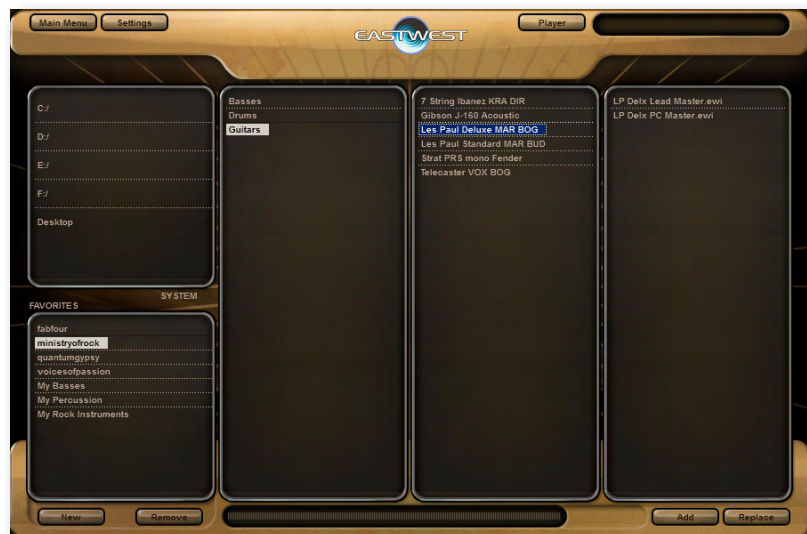 Main Menu Settings
EASTWEST
Player
C:/
D:/
E:/
F:/
Desktop
SYSTEM
FAVORITES
fabfour
ministryofrock
quantumgypsy
voicesofpassion
My Basses
My Percussion
My Rock Instruments
Basses
Drums
Guitars
7 String Ibanez KRA DIR
Gibson J-160 Acoustic
Les Paul Deluxe MAR BOG
Les Paul Standard MAR BUD
Strat PRS mono Fender
Telecaster VOX BOG
LP Delx Lead Master.ewi
LP Delx PC Master.ewi
New Remove
Add Replace